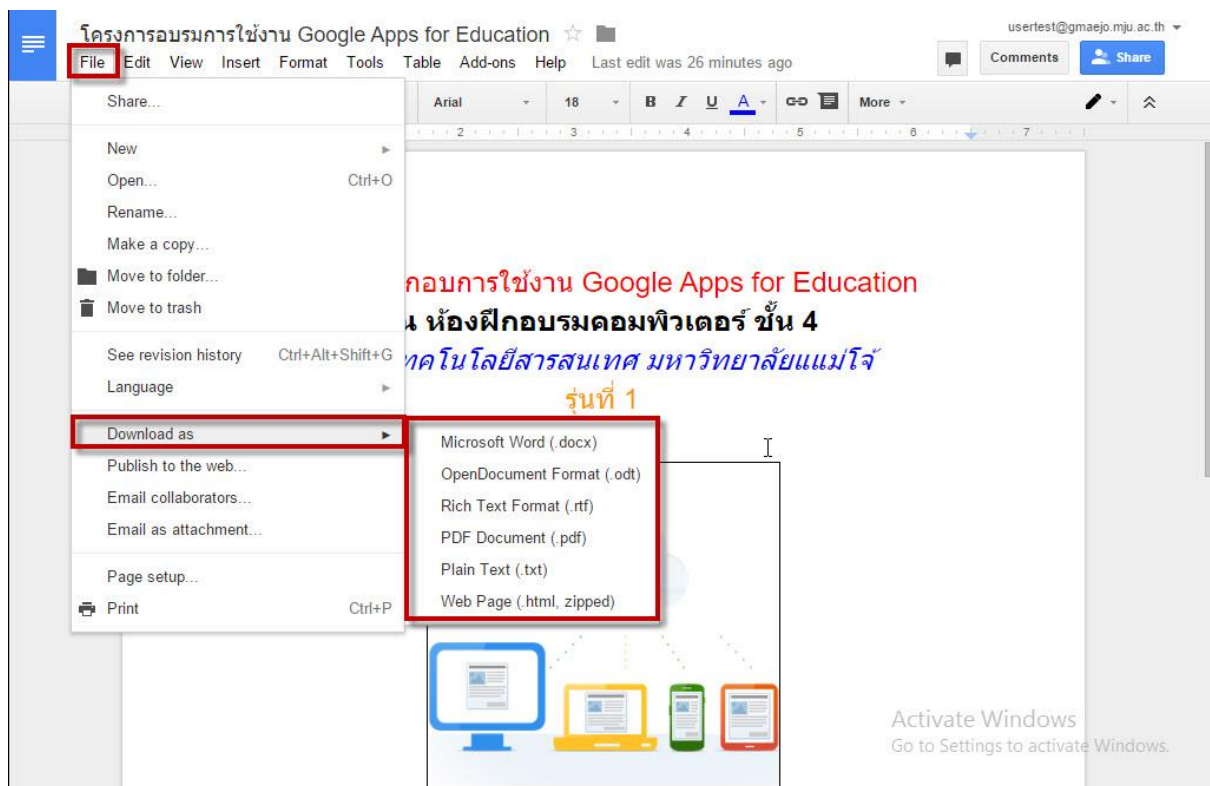 โครงการอบรมการใช้งาน Google Apps for Education
usertest@gmaejo.mju.ac.th
File Edit View Insert Format Tools Table Add-ons Help Last edit was 26 minutes ago
Comments Share
Arial 18 B I U A More
2 3 4 5 6 7
Share...
New
Open... Ctrl+O
Rename...
Make a copy...
Move to folder...
Move to trash
See revision history Ctrl+Alt+Shift+G
Language
Download as
Publish to the web...
Email collaborators...
Email as attachment...
Page setup...
Print Ctrl+P
Microsoft Word (.docx)
OpenDocument Format (.odt)
Rich Text Format (.rtf)
PDF Document (.pdf)
Plain Text (.txt)
Web Page (.html, zipped)
กอบการใช้งาน Google Apps for Education
ณ ห้องฝึกอบรมคอมพิวเตอร์ ชั้น 4
เทคโนโลยีสารสนเทศ มหาวิทยาลัยแม่โจ้
รุ่นที่ 1
Activate Windows
Go to Settings to activate Windows.